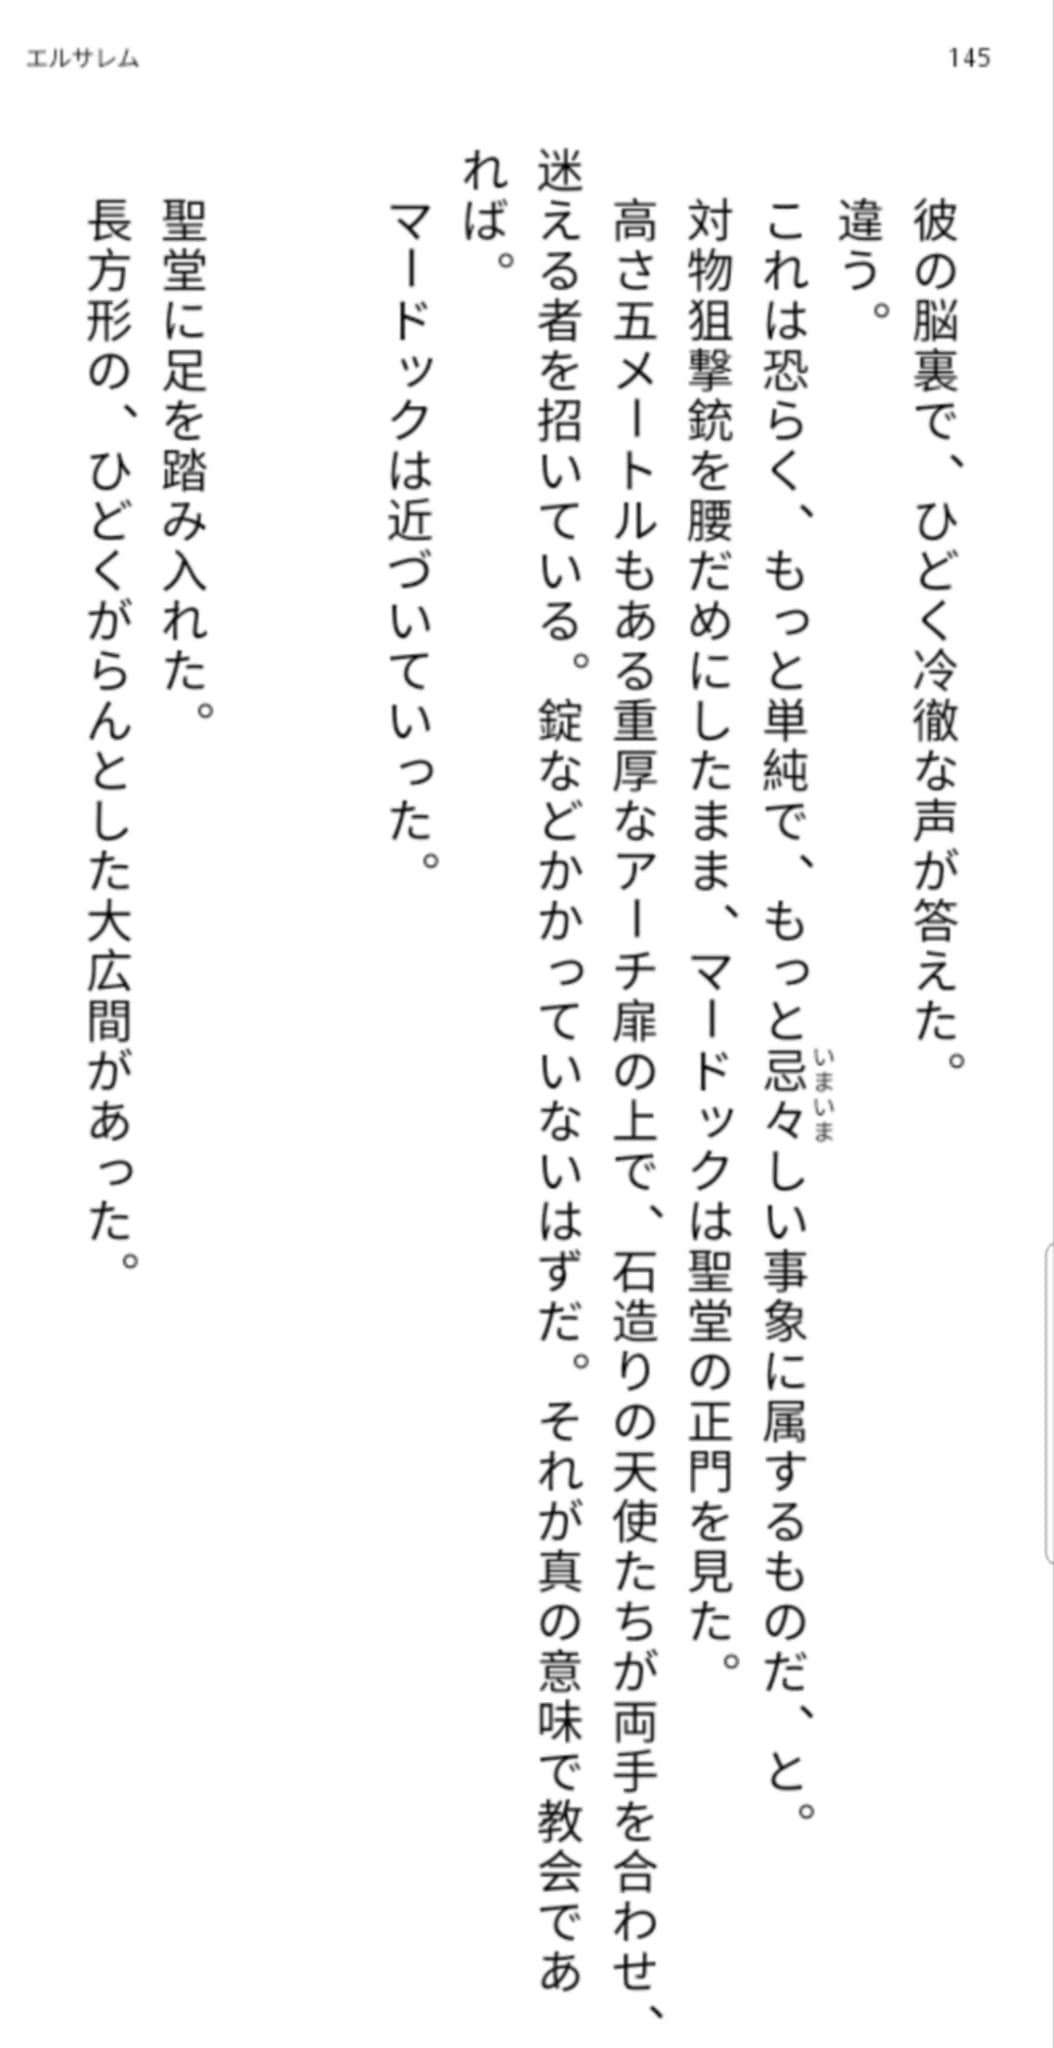 エルサレム
145
彼の脳裏で、ひどく冷徹な声が答えた。
違う。
これは恐らく、もっと単純で、もっと忌々しい事象に属するものだ、と。
いまいま
対物狙撃銃を腰だめにしたまま、マードックは聖堂の正門を見た。
高さ五メートルもある重厚なアーチ扉の上で、石造りの天使たちが両手を合わせ、
迷える者を招いている。錠などかかっていないはずだ。それが真の意味で教会であ
れば。
マードックは近づいていった。
聖堂に足を踏み入れた。
長方形の、ひどくがらんとした大広間があった。